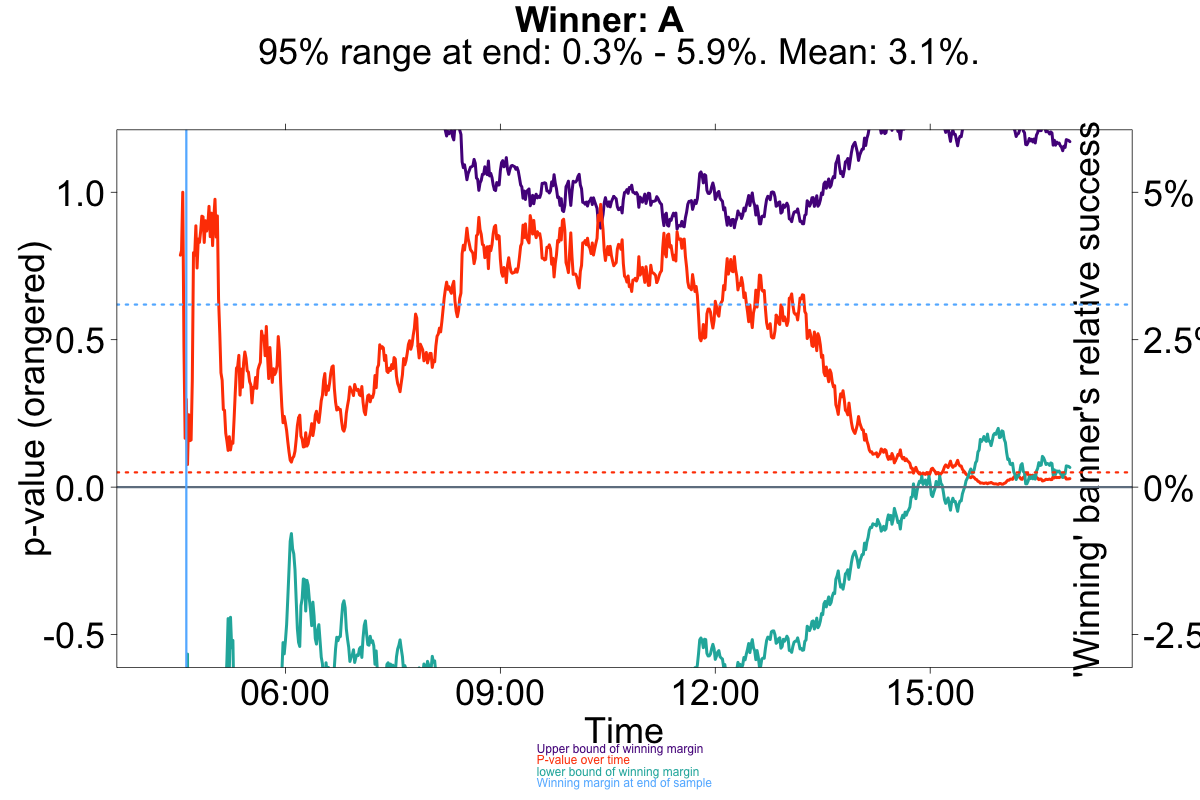 Winner: A
95% range at end: 0.3% - 5.9%. Mean: 3.1%.
p-value (orangered)
1.0
0.5
0.0
-0.5
5%
2.5%
0%
-2.5
'Winning' banner's relative success
06:00
09:00
12:00
15:00
Time
Upper bound of winning margin
P-value over time
lower bound of winning margin
Winning margin at end of sample